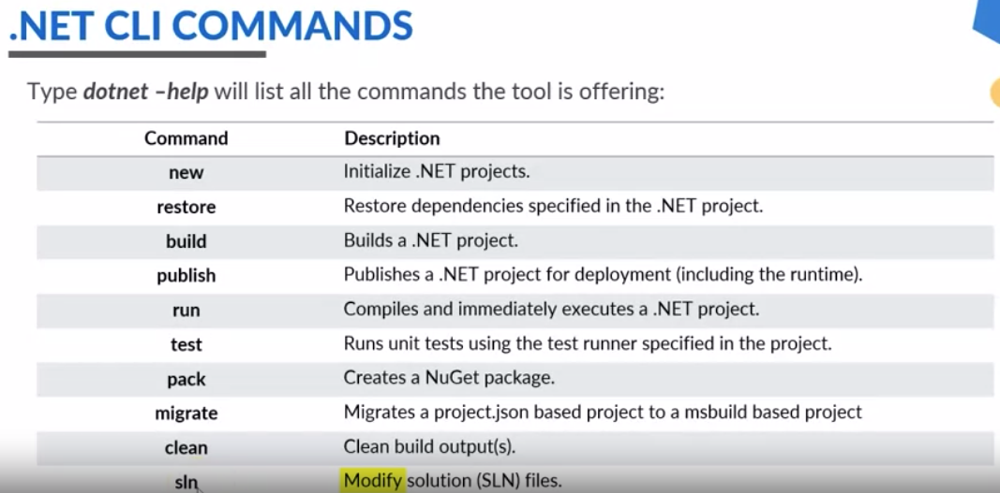 .NET CLI COMMANDS
Type dotnet –help will list all the commands the tool is offering:
Command Description
new Initialize .NET projects.
restore Restore dependencies specified in the .NET project.
build Builds a .NET project.
publish Publishes a .NET project for deployment (including the runtime).
run Compiles and immediately executes a .NET project.
test Runs unit tests using the test runner specified in the project.
pack Creates a NuGet package.
migrate Migrates a project.json based project to a msbuild based project
clean Clean build output(s).
sln Modify solution (SLN) files.